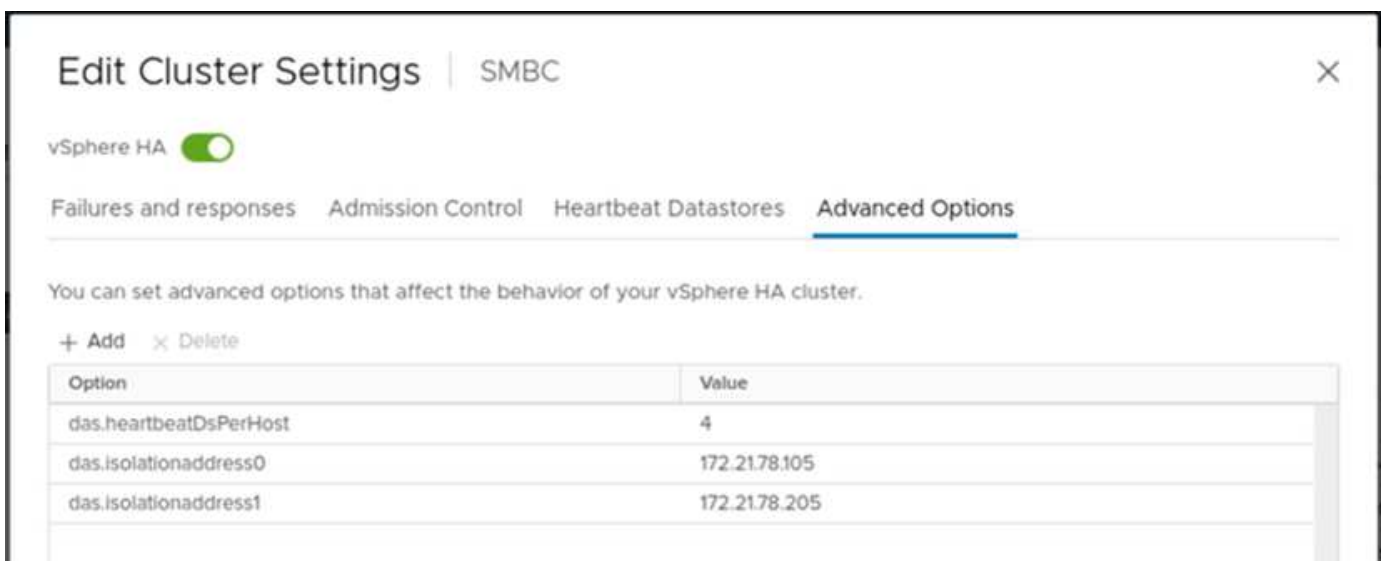 Edit Cluster Settings SMBC
vSphere HA
Failures and responses Admission Control Heartbeat Datastores Advanced Options
You can set advanced options that affect the behavior of your vSphere HA cluster.
+ Add × Delete
Option Value
das.heartbeatDsPerHost 4
das.isolationaddress0 172.21.78.105
das.isolationaddress1 172.21.78.205